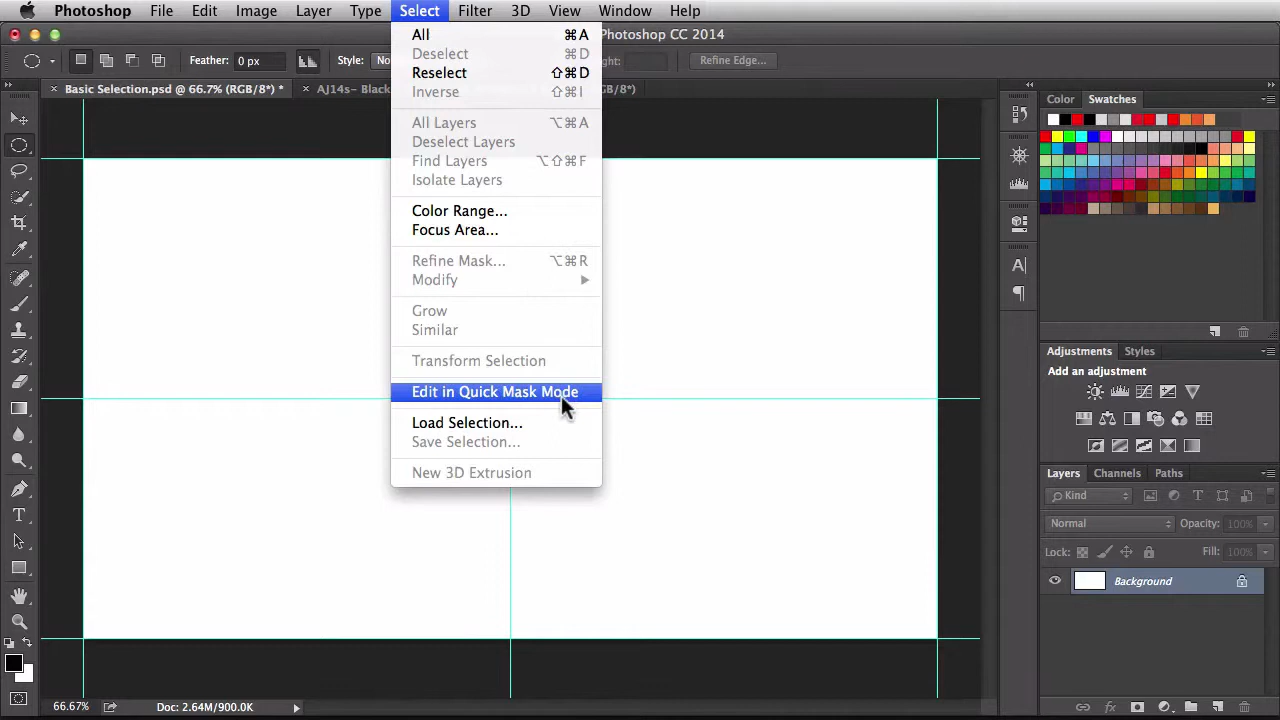 Photoshop File Edit Image Layer Type Select Filter 3D View Window Help
Photoshop CC 2014
Feather: 0 px Style: Refine Edge...
Basic Selection.psd @ 66.7% (RGB/8*) *
AJ14s- Black
All ⌘A
Deselect ⌘D
Reselect ⇧⌘D
Inverse ⇧⌘I
All Layers ⌥⌘A
Deselect Layers
Find Layers ⌥⇧⌘F
Isolate Layers
Color Range...
Focus Area...
Refine Mask... ⌥⌘R
Modify
Grow
Similar
Transform Selection
Edit in Quick Mask Mode
Load Selection...
Save Selection...
New 3D Extrusion
Color Swatches
Adjustments Styles
Add an adjustment
Layers Channels Paths
Kind
Normal Opacity: 100%
Lock: Fill: 100%
Background
66.67% Doc: 2.64M/900.0K